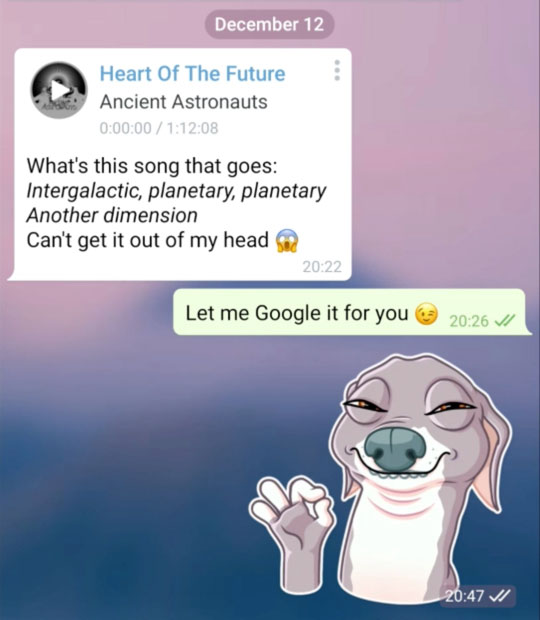 December 12
Heart Of The Future
Ancient Astronauts
0:00:00 / 1:12:08
What's this song that goes:
Intergalactic, planetary, planetary
Another dimension
Can't get it out of my head 😱
20:22
Let me Google it for you 😉 20:26
20:47